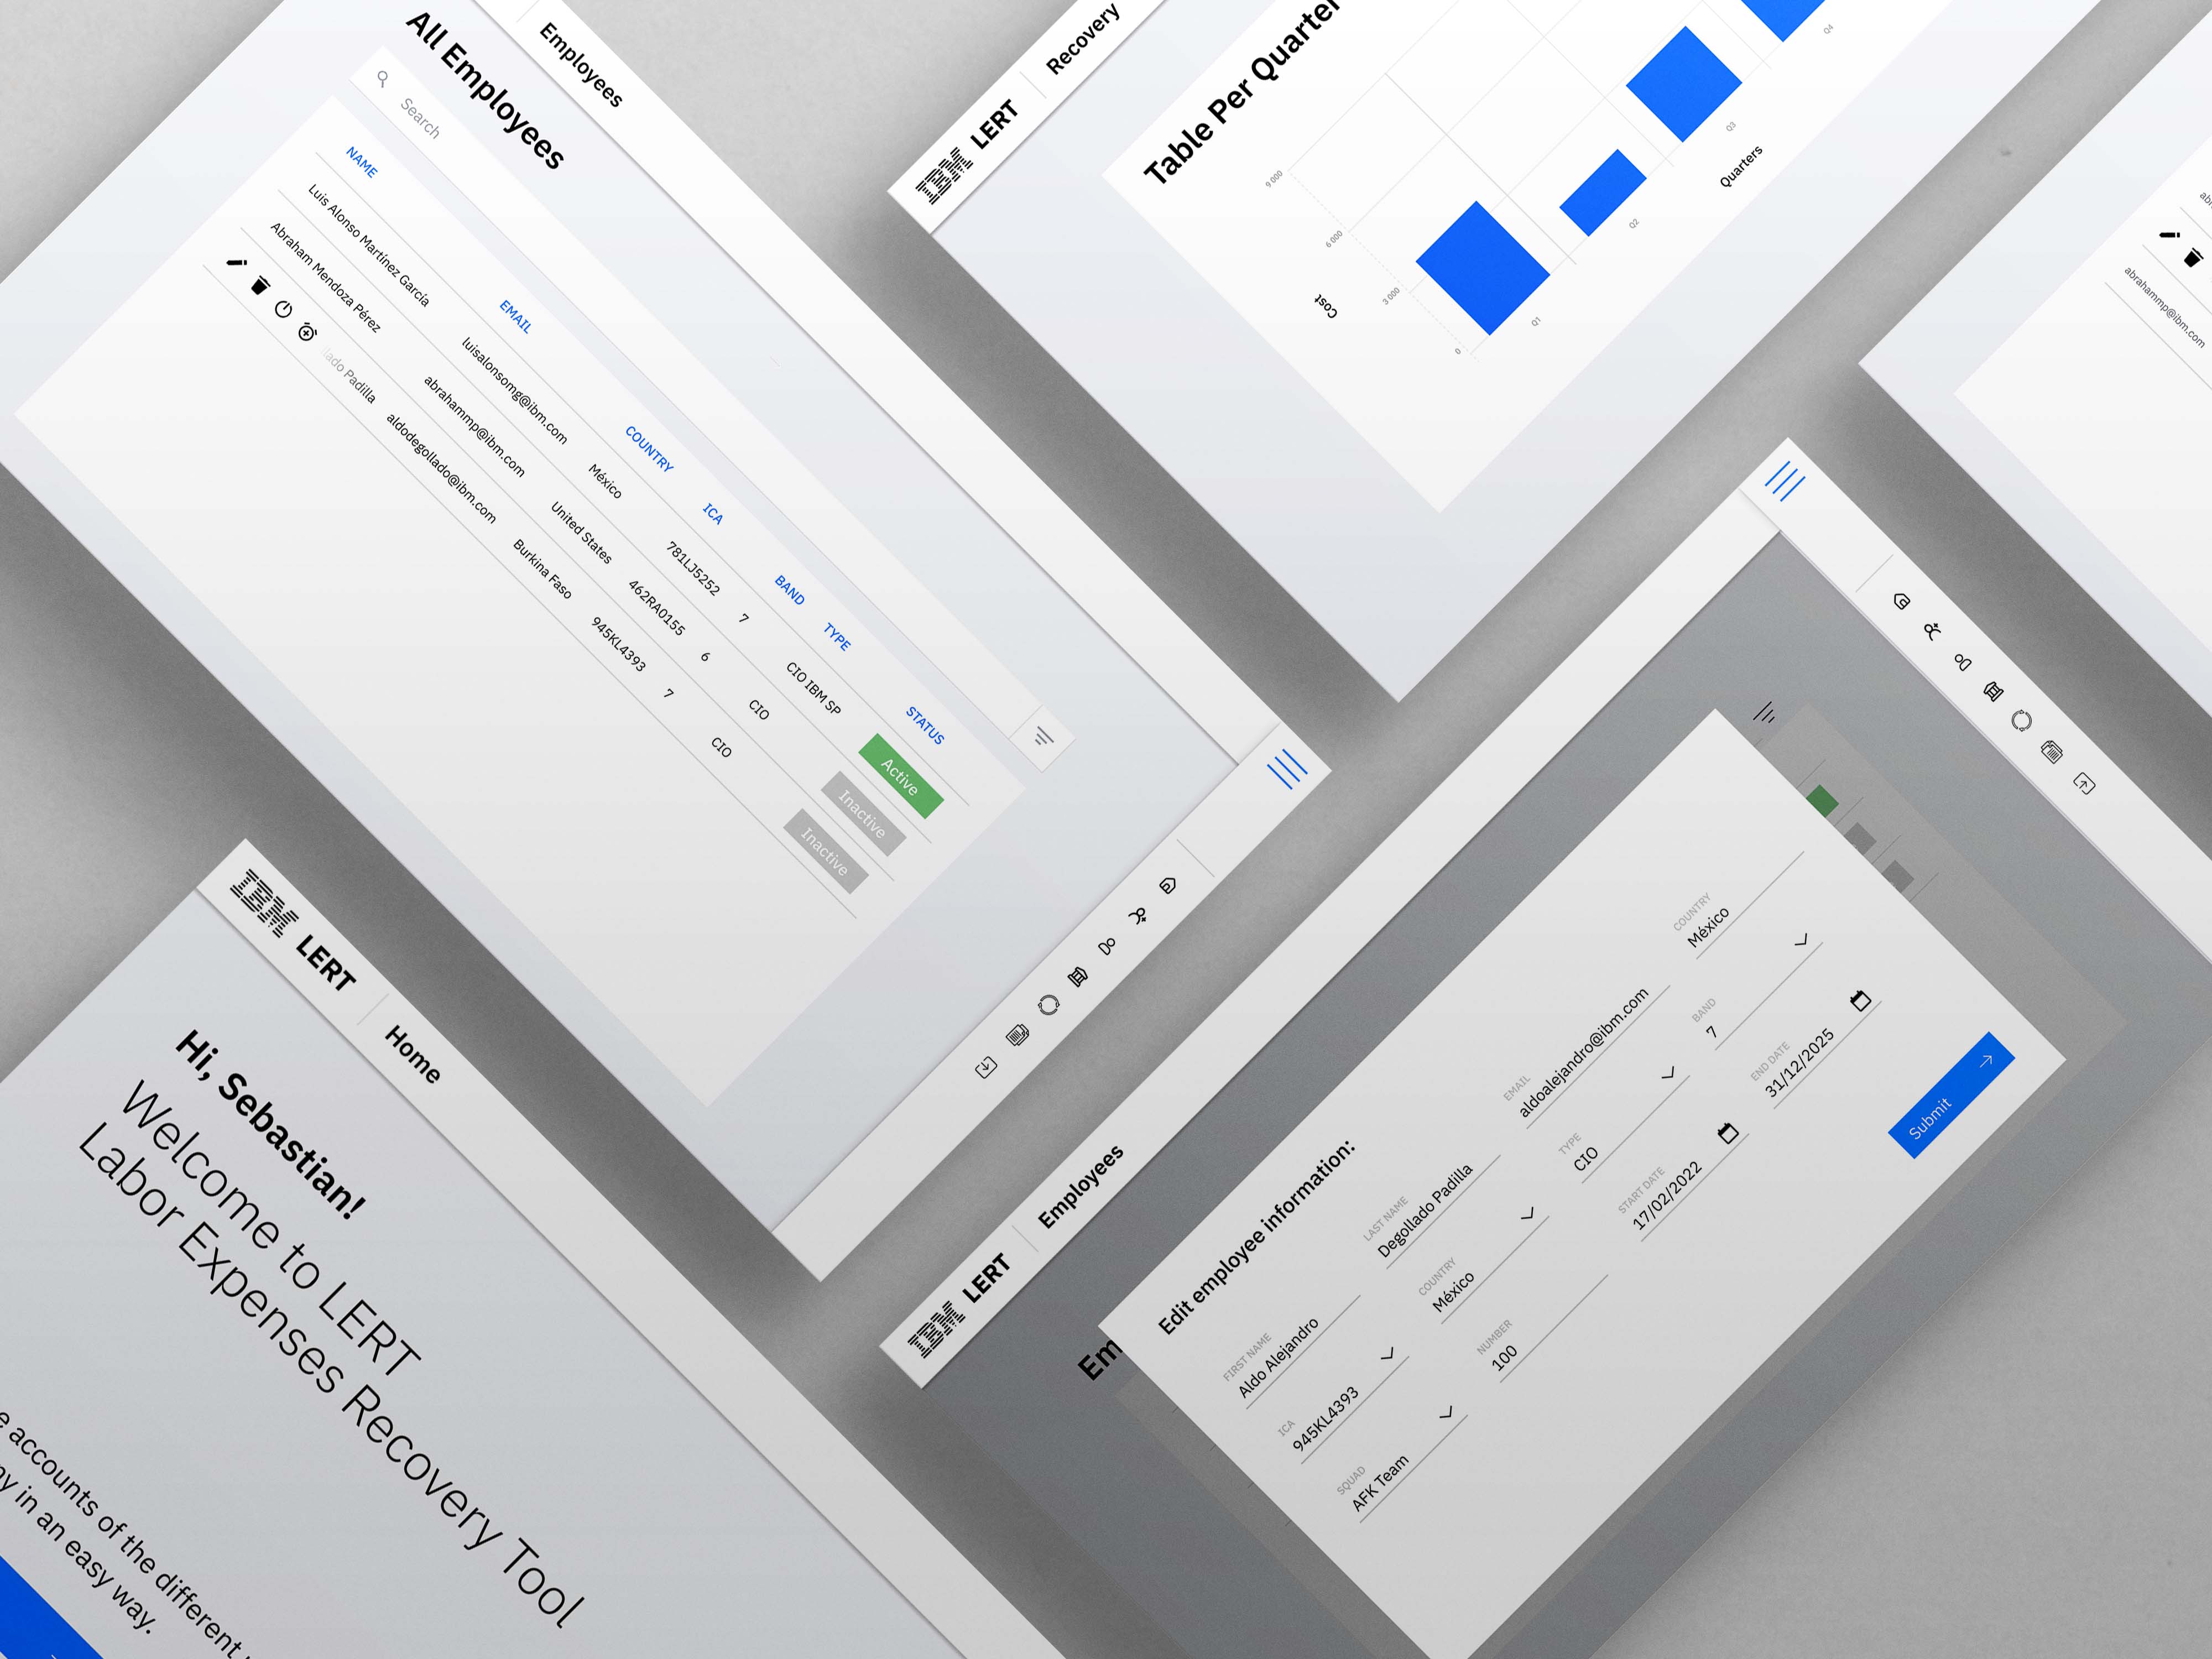 Employees
All Employees
Search
NAME EMAIL COUNTRY ICA BAND TYPE STATUS
Luis Alonso Martínez García luisalonsomg@ibm.com México 781LJ5252 7 CIO IBM SP Active
Abraham Mendoza Pérez abrahammp@ibm.com United States 462RA0155 6 CIO Inactive
lado Padilla aldodegollado@ibm.com Burkina Faso 945KL4393 7 CIO Inactive
IBM LERT Recovery
Table Per Quarter
9 000
6 000
3 000
0
Cost
Q1
Q2
Q3
Q4
Quarters
abrahammp@ibm.com
IBM LERT Home
Hi, Sebastian!
Welcome to LERT
Labor Expenses Recovery Tool
accounts of the different
in an easy way.
IBM LERT Employees
Em
Edit employee information:
FIRST NAME LAST NAME EMAIL COUNTRY
Aldo Alejandro Degollado Padilla aldoalejandro@ibm.com México
ICA COUNTRY TYPE BAND
945KL4393 México CIO 7
SQUAD NUMBER START DATE END DATE
AFK Team 100 17/02/2022 31/12/2025
Submit